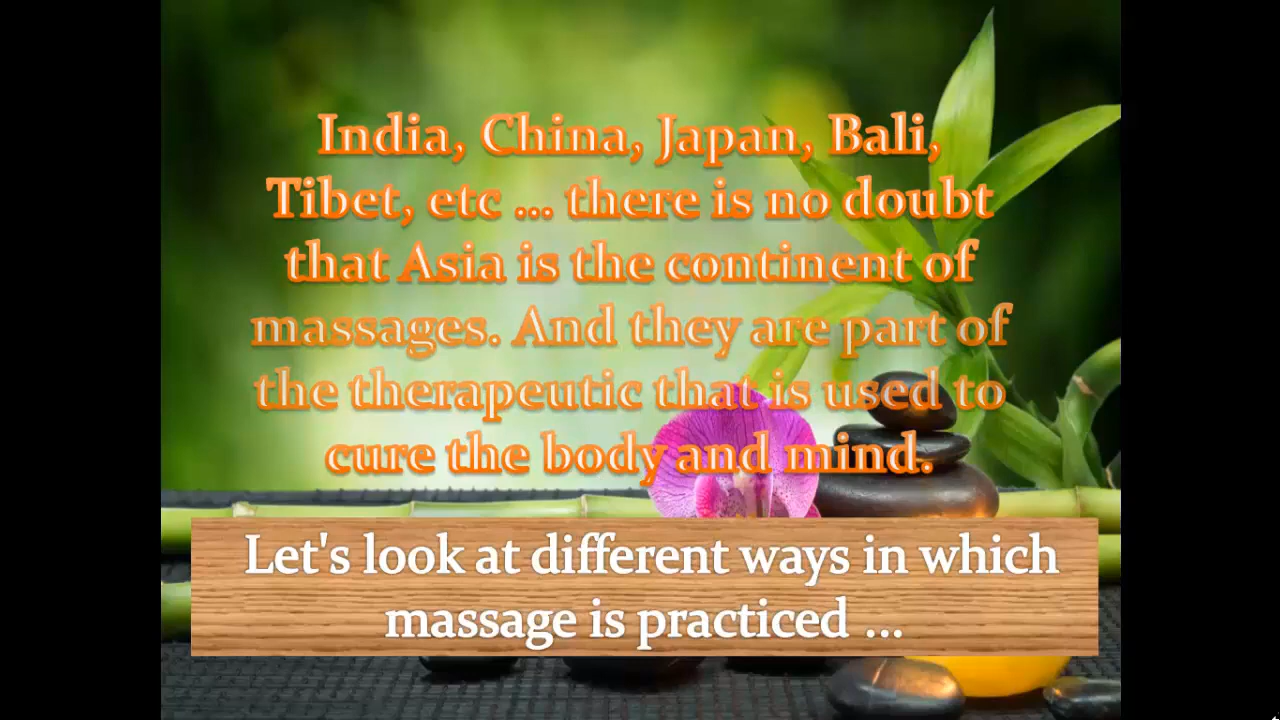 India, China, Japan, Bali,
Tibet, etc ... there is no doubt
that Asia is the continent of
massages. And they are part of
the therapeutic that is used to
cure the body and mind.
Let's look at different ways in which
massage is practiced ...